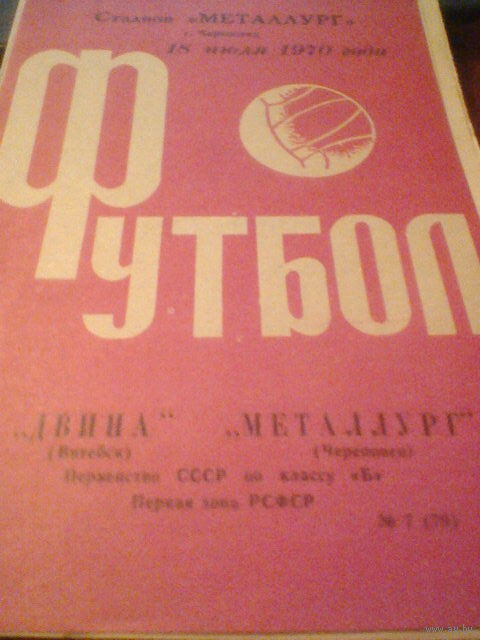 Стадион «МЕТАЛЛУРГ»
г. Череповец
18 июля 1970 года
ФУТБОЛ
„ДВИНА” „МЕТАЛЛУРГ”
(Витебск) (Череповец)
Первенство СССР по классу «Б»
Первая зона РСФСР
№ 7 (79)